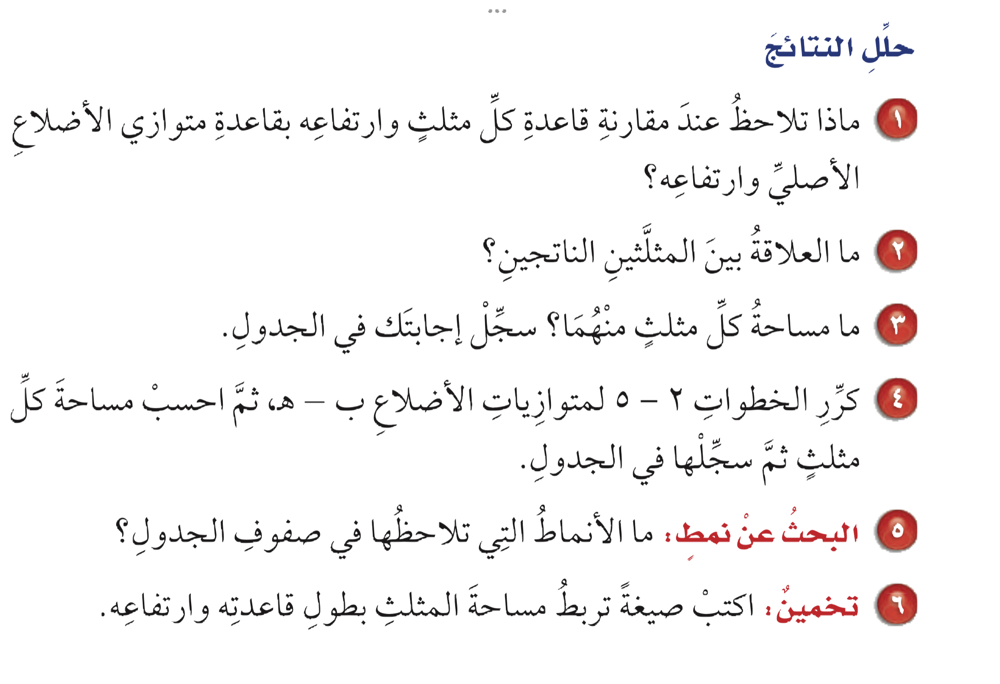 حلِّلِ النتائجَ
١ ماذا تلاحظُ عندَ مقارنةِ قاعدةِ كلِّ مثلثٍ وارتفاعِه بقاعدةِ متوازي الأضلاعِ
الأصليِّ وارتفاعِه؟
٢ ما العلاقةُ بينَ المثلَّثينِ الناتجينِ؟
٣ ما مساحةُ كلِّ مثلثٍ منْهُمَا؟ سجِّلْ إجابتَك في الجدولِ.
٤ كرِّرِ الخطواتِ ٢ – ٥ لمتوازِياتِ الأضلاعِ ب – هـ، ثمَّ احسبْ مساحةَ كلِّ
مثلثٍ ثمَّ سجِّلْها في الجدولِ.
٥ البحثُ عنْ نمطٍ: ما الأنماطُ التِي تلاحظُها في صفوفِ الجدولِ؟
٦ تخمينٌ: اكتبْ صيغةً تربطُ مساحةَ المثلثِ بطولِ قاعدتِه وارتفاعِه.